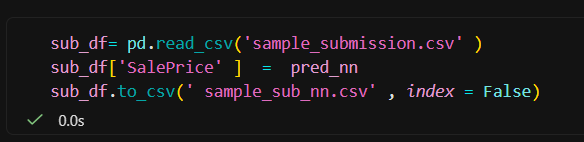 sub_df= pd.read_csv('sample_submission.csv' )
sub_df['SalePrice' ]  =  pred_nn
sub_df.to_csv(' sample_sub_nn.csv' , index = False)
0.0s